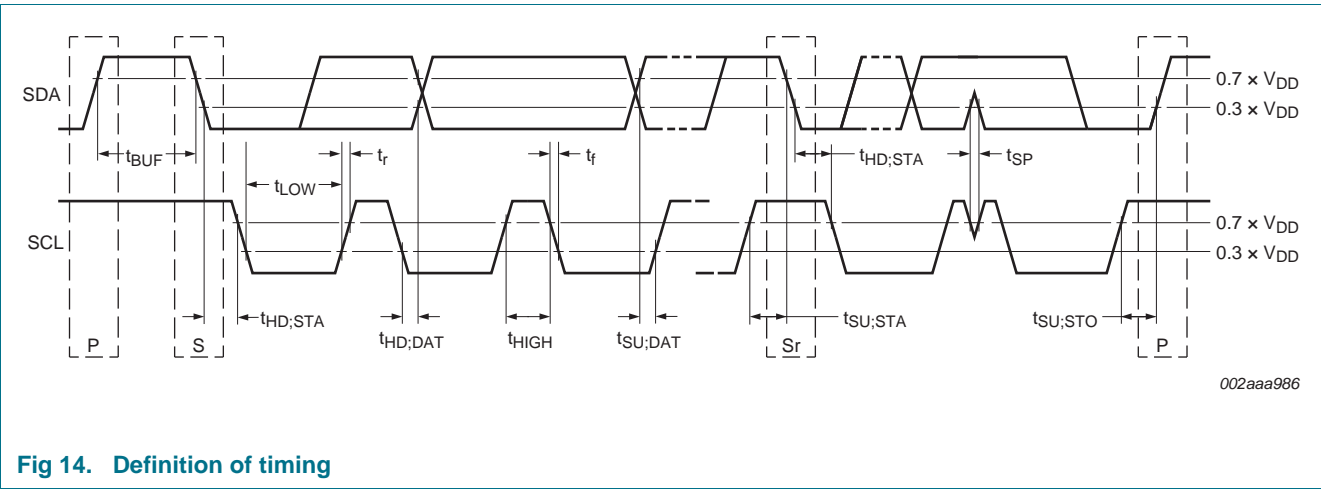 SDA
0.7 × VDD
0.3 × VDD
tBUF
tr
tf
tHD;STA
tSP
tLOW
SCL
0.7 × VDD
0.3 × VDD
tHD;STA
tHD;DAT
tHIGH
tSU;DAT
tSU;STA
tSU;STO
P
S
Sr
P
002aaa986
Fig 14. Definition of timing